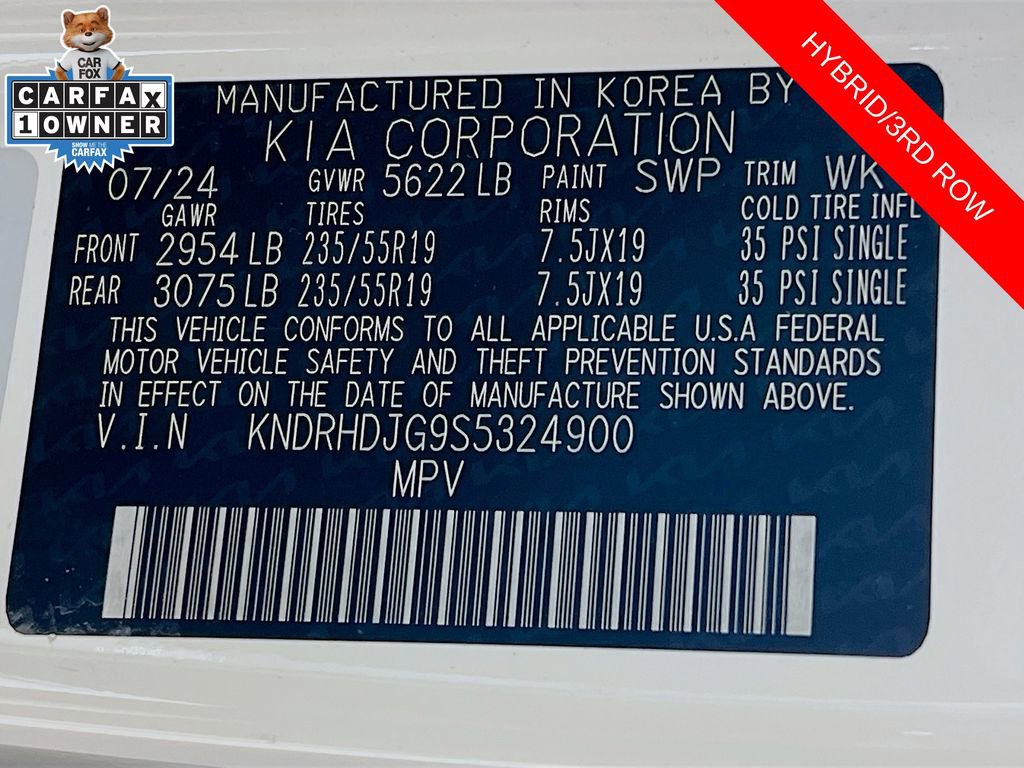 CAR
FOX
CARFAX
1 OWNER
SHOW ME THE
CARFAX
HYBRID/3RD ROW
MANUFACTURED IN KOREA BY
KIA CORPORATION
07/24 GVWR 5622 LB PAINT SWP TRIM WK
GAWR TIRES RIMS COLD TIRE INFL
FRONT 2954 LB 235/55R19 7.5JX19 35 PSI SINGLE
REAR 3075 LB 235/55R19 7.5JX19 35 PSI SINGLE
THIS VEHICLE CONFORMS TO ALL APPLICABLE U.S.A FEDERAL
MOTOR VEHICLE SAFETY AND THEFT PREVENTION STANDARDS
IN EFFECT ON THE DATE OF MANUFACTURE SHOWN ABOVE.
V.I.N KNDRHDJG9S5324900
MPV